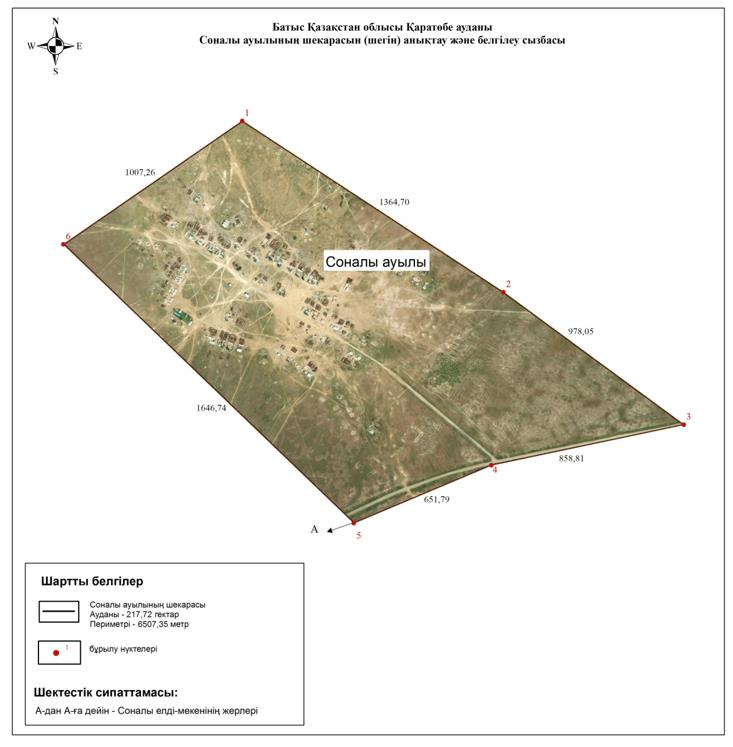 Батыс Қазақстан облысы Қаратөбе ауданы
Соналы ауылының шекарасын (шегін) анықтау және белгілеу сызбасы
N
W E
S
1
1007,26
1364,70
6
Соналы ауылы
2
978,05
1646,74
3
858,81
4
651,79
A
5
Шартты белгілер
Соналы ауылының шекарасы
Ауданы - 217,72 гектар
Периметрі - 6507,35 метр
1
бұрылу нүктелері
Шектестік сипаттамасы:
А-дан А-ға дейін - Соналы елді-мекенінің жерлері